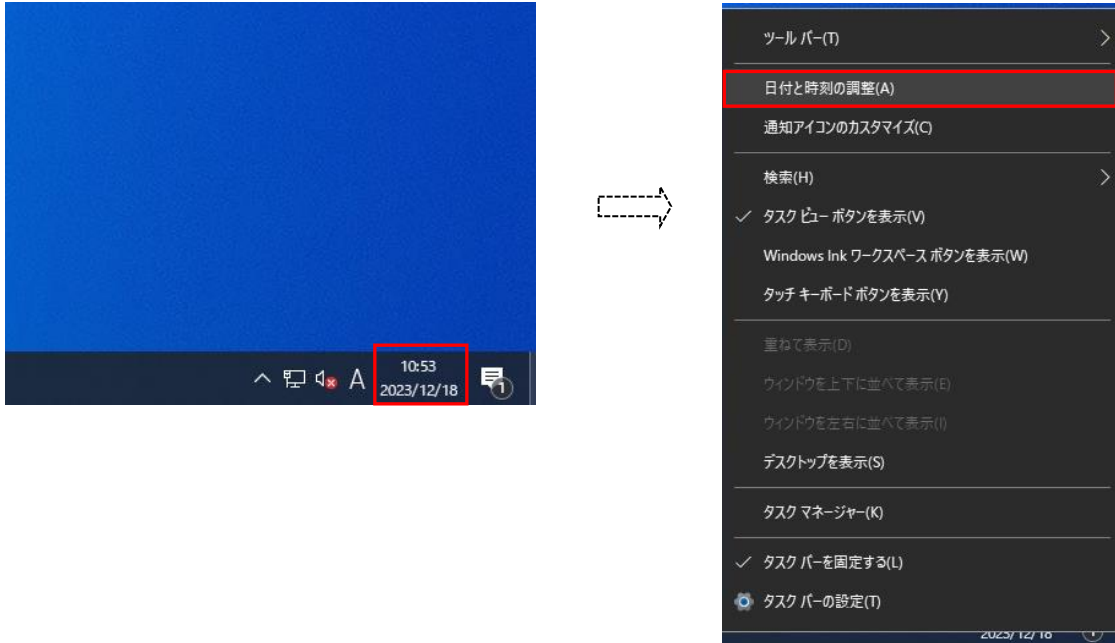 A
10:53
2023/12/18
1
ツール バー(T)
日付と時刻の調整(A)
通知アイコンのカスタマイズ(C)
検索(H)
タスク ビュー ボタンを表示(V)
Windows Ink ワークスペース ボタンを表示(W)
タッチ キーボード ボタンを表示(Y)
重ねて表示(D)
ウィンドウを上下に並べて表示(E)
ウィンドウを左右に並べて表示(I)
デスクトップを表示(S)
タスク マネージャー(K)
タスク バーを固定する(L)
タスク バーの設定(T)
2023/12/18